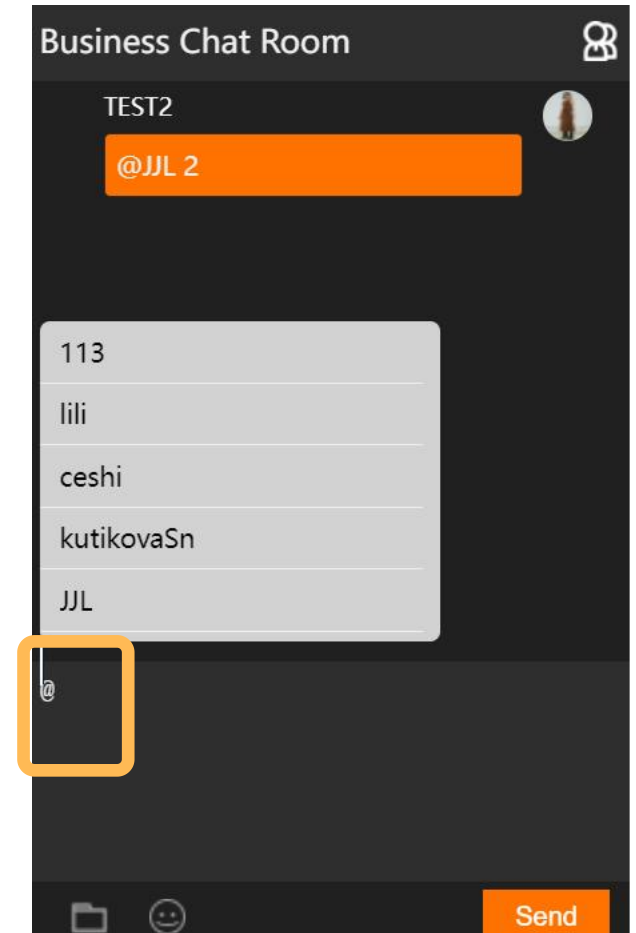 Business Chat Room
TEST2
@JJL 2
113
lili
ceshi
kutikovaSn
JJL
@
Send